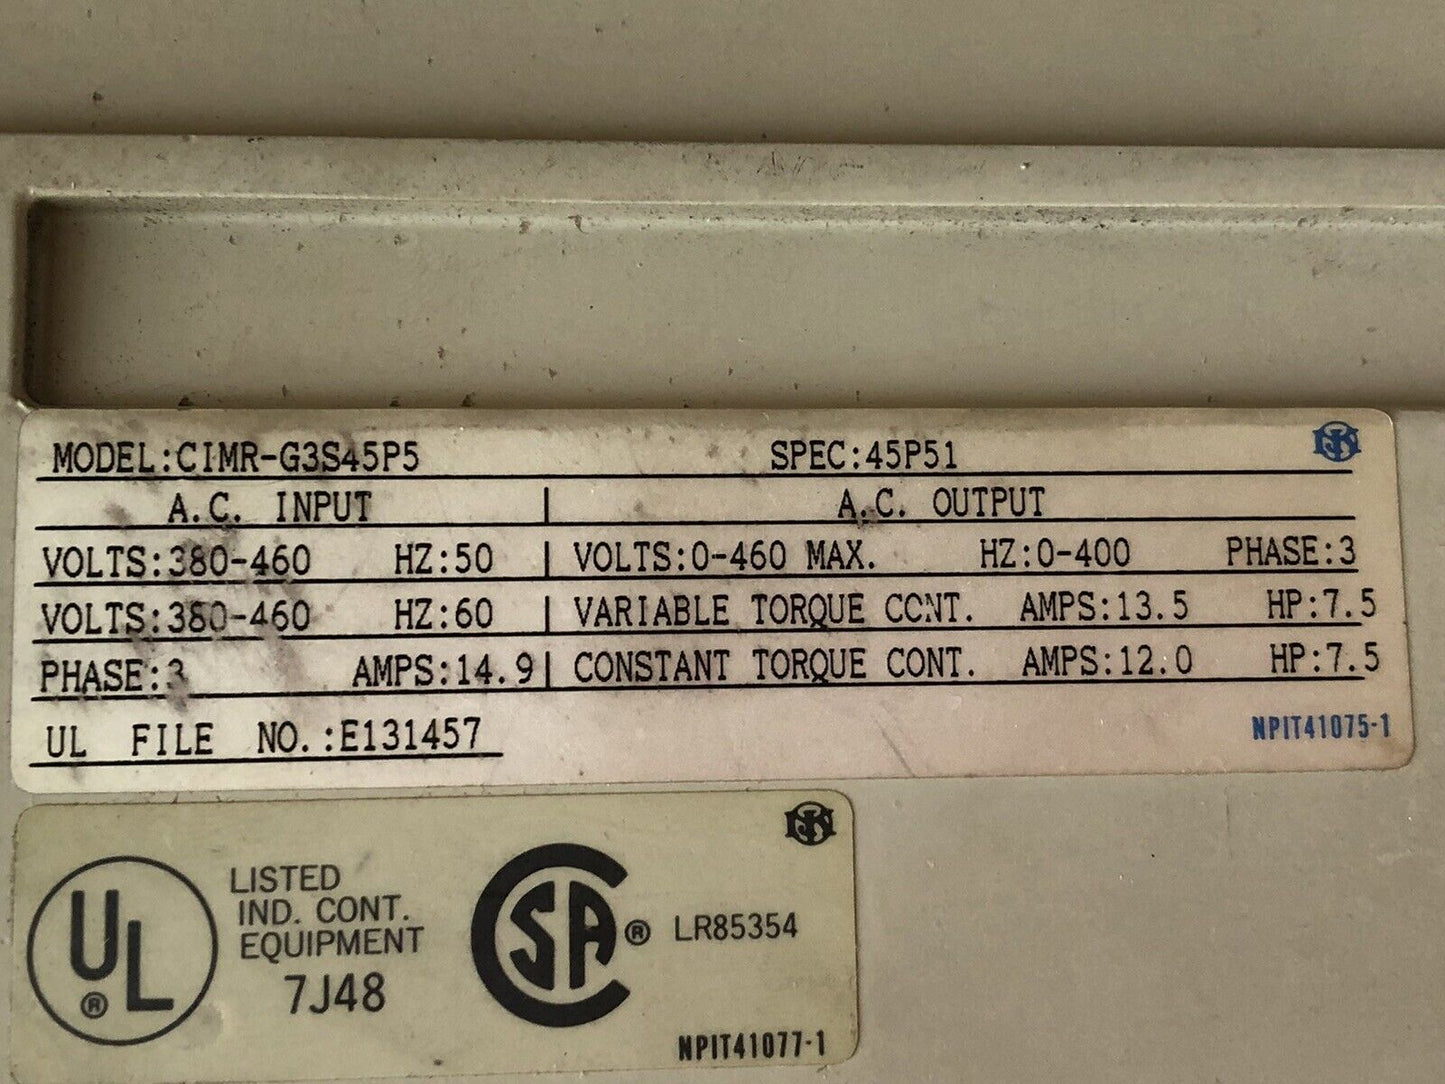 MODEL:CIMR-G3S45P5 SPEC:45P51
A.C. INPUT | A.C. OUTPUT
VOLTS:380-460 HZ:50 | VOLTS:0-460 MAX. HZ:0-400 PHASE:3
VOLTS:380-460 HZ:60 | VARIABLE TORQUE CONT. AMPS:13.5 HP:7.5
PHASE:3 AMPS:14.9| CONSTANT TORQUE CONT. AMPS:12.0 HP:7.5
UL FILE NO.:E131457 NPIT41075-1
UL® LISTED
IND. CONT.
EQUIPMENT
7J48
CSA® LR85354
NPIT41077-1